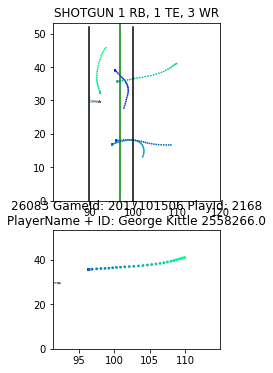 SHOTGUN 1 RB, 1 TE, 3 WR
50
40
30
20
10
0
90 100 110 120
26083 GameId: 2017101506 PlayId: 2168
PlayerName + ID: George Kittle 2558266.0
40
20
0
95 100 105 110